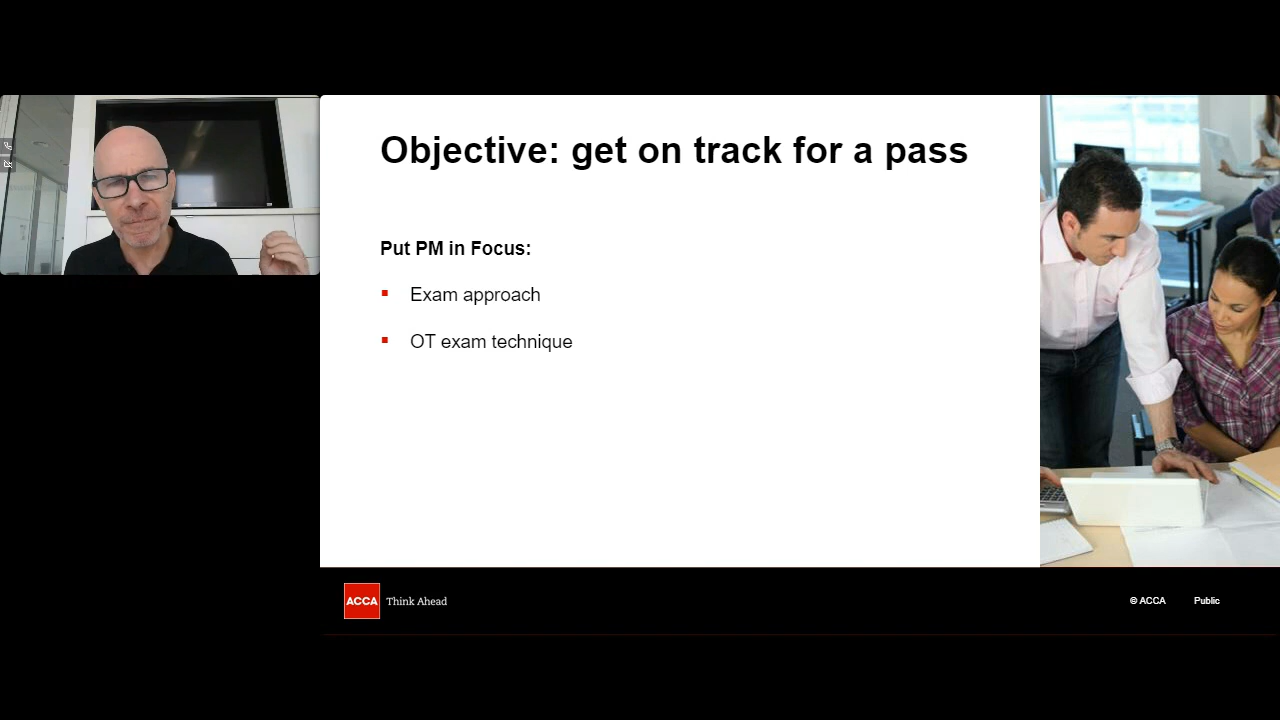 Objective: get on track for a pass
Put PM in Focus:
Exam approach
OT exam technique
ACCA Think Ahead
© ACCA Public